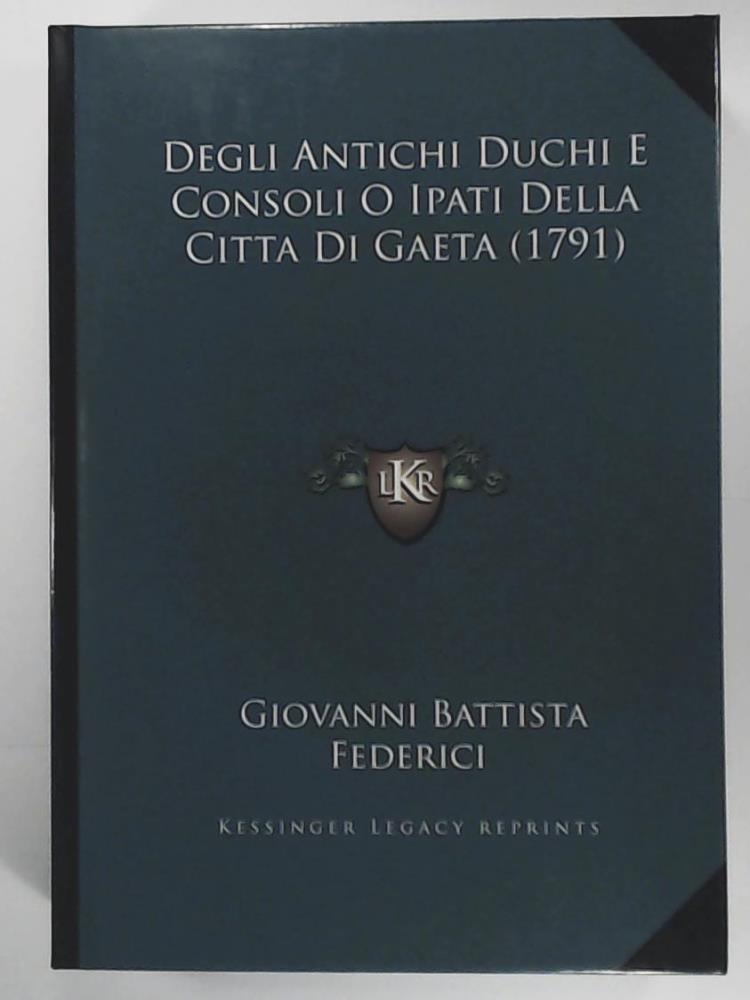 Degli Antichi Duchi E
Consoli O Ipati Della
Citta Di Gaeta (1791)
LKR
Giovanni Battista
Federici
Kessinger Legacy Reprints